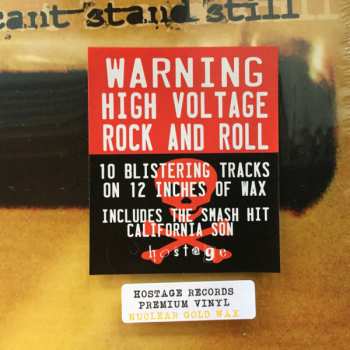 cant stand still
WARNING
HIGH VOLTAGE
ROCK AND ROLL
10 BLISTERING TRACKS
ON 12 INCHES OF WAX
INCLUDES THE SMASH HIT
CALIFORNIA SON
hostage
HOSTAGE RECORDS
PREMIUM VINYL
NUCLEAR GOLD WAX